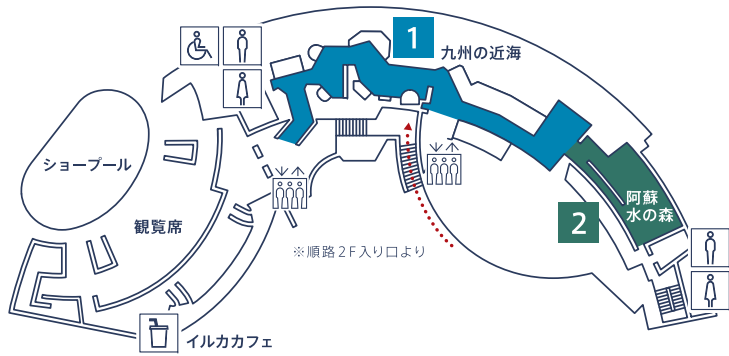 1
九州の近海
ショープール
観覧席
阿蘇
水の森
2
※順路2F入り口より
イルカカフェ